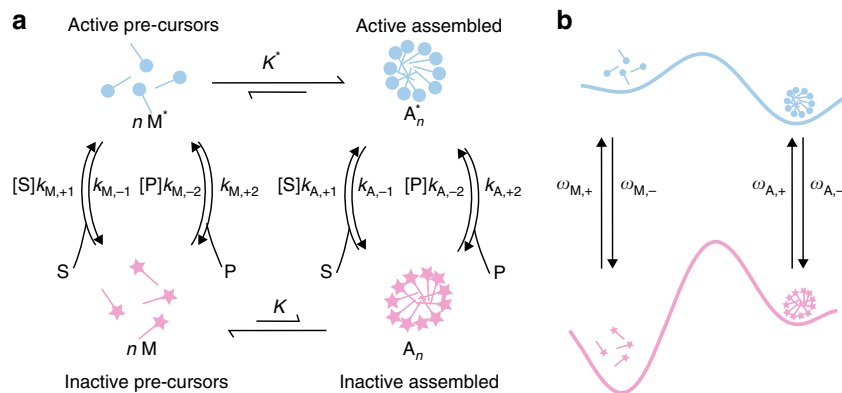 a
Active pre-cursors
Active assembled
K*
n M*
A*n
[S]kM,+1
kM,−1
[P]kM,−2
kM,+2
[S]kA,+1
kA,−1
[P]kA,−2
kA,+2
S
P
S
P
K
n M
An
Inactive pre-cursors
Inactive assembled
b
ωM,+
ωM,−
ωA,+
ωA,−